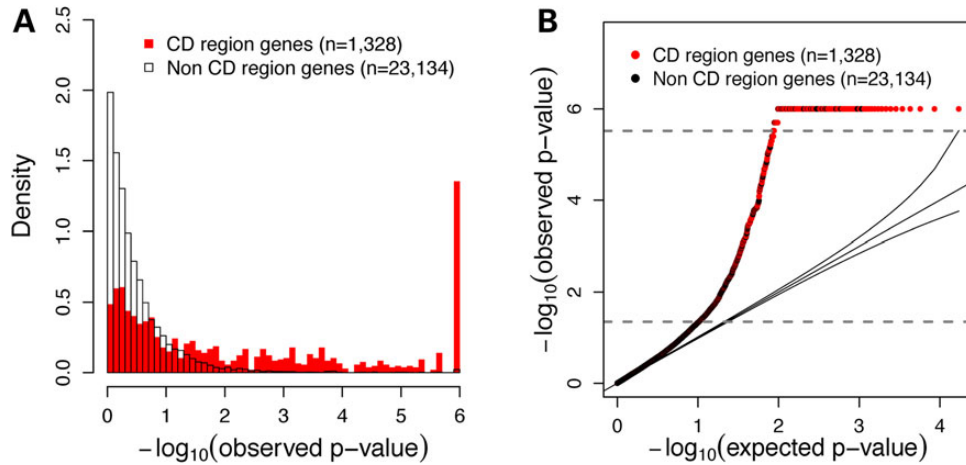 A
CD region genes (n=1,328)
Non CD region genes (n=23,134)
Density
2.5
2.0
1.5
1.0
0.5
0.0
0 1 2 3 4 5 6
−log10(observed p-value)
B
CD region genes (n=1,328)
Non CD region genes (n=23,134)
−log10(observed p-value)
6
4
2
0
0 1 2 3 4
−log10(expected p-value)